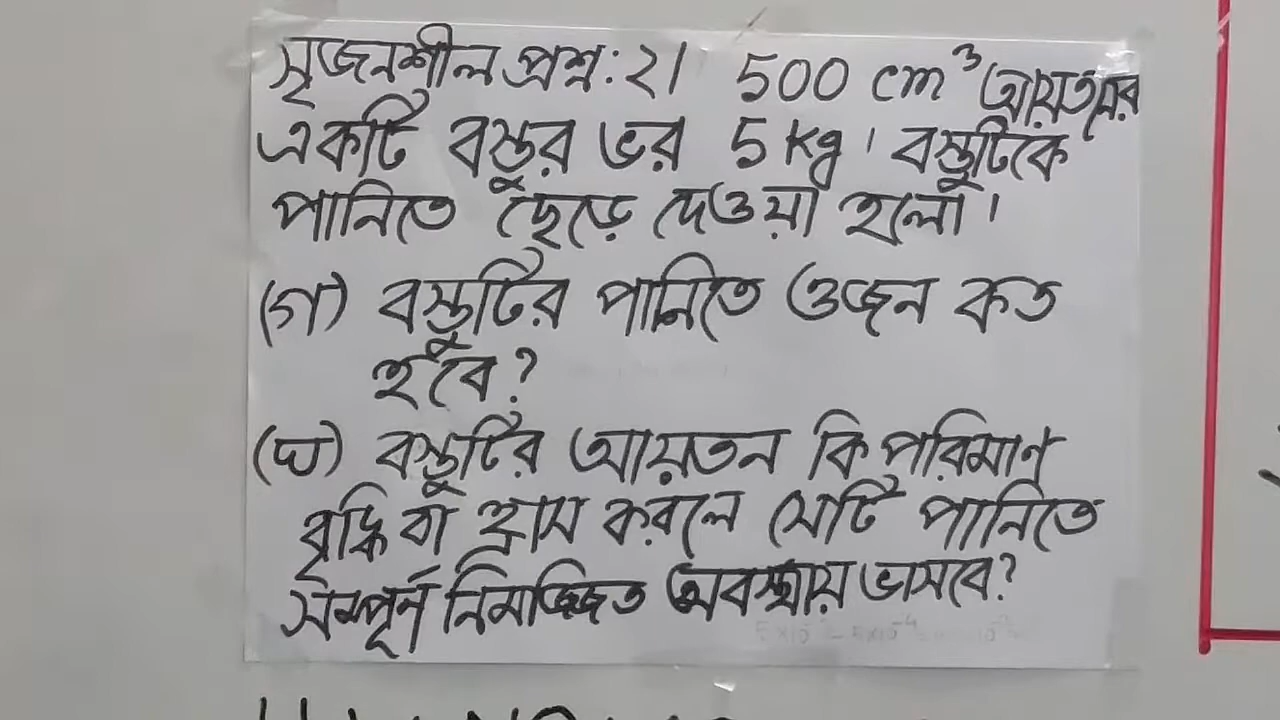 সৃজনশীল প্রশ্ন: ২। 500 cm³ আয়তনের
একটি বস্তুর ভর 5 kg। বস্তুটিকে
পানিতে ছেড়ে দেওয়া হলো।
(গ) বস্তুটির পানিতে ওজন কত
হবে?
(ঘ) বস্তুটির আয়তন কি পরিমাণ
বৃদ্ধি বা হ্রাস করলে সেটি পানিতে
সম্পূর্ন নিমজ্জিত অবস্থায় ভাসবে?